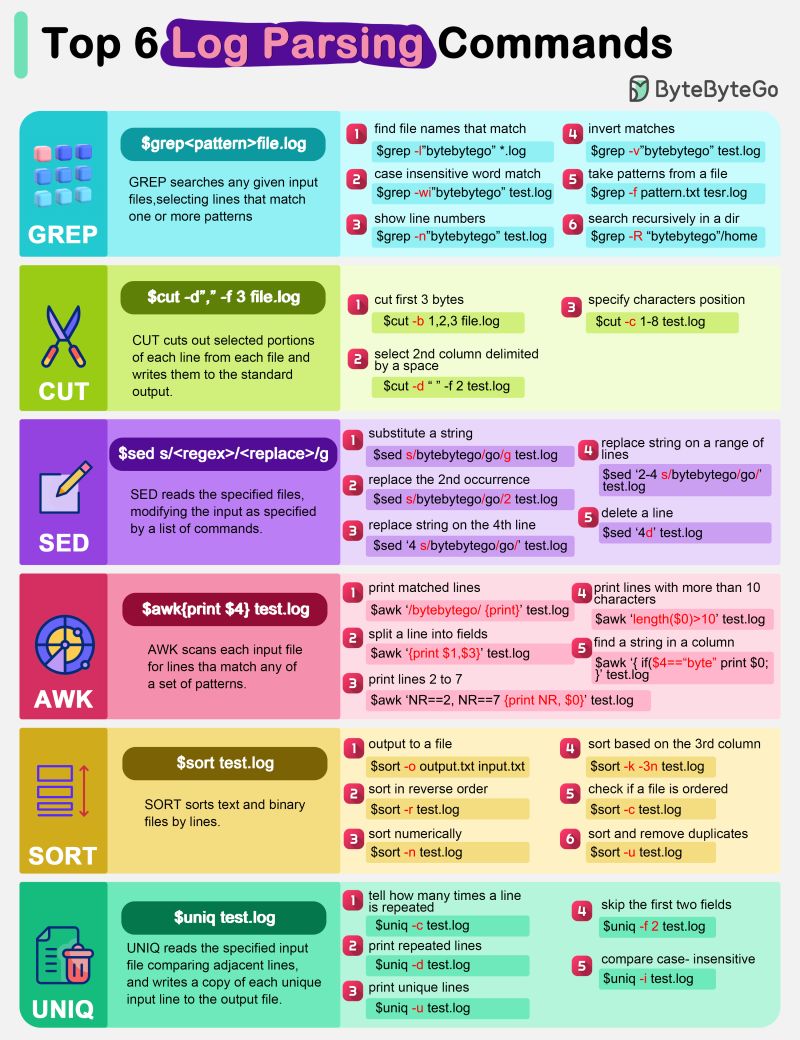 Top 6 Log Parsing Commands
ByteByteGo
$grep<pattern>file.log
GREP searches any given input
files,selecting lines that match
one or more patterns
GREP
1 find file names that match
$grep -l”bytebytego” *.log
2 case insensitive word match
$grep -wi”bytebytego” test.log
3 show line numbers
$grep -n”bytebytego” test.log
4 invert matches
$grep -v”bytebytego” test.log
5 take patterns from a file
$grep -f pattern.txt tesr.log
6 search recursively in a dir
$grep -R “bytebytego”/home
$cut -d”,” -f 3 file.log
CUT cuts out selected portions
of each line from each file and
writes them to the standard
output.
CUT
1 cut first 3 bytes
$cut -b 1,2,3 file.log
2 select 2nd column delimited
by a space
$cut -d “ ” -f 2 test.log
3 specify characters position
$cut -c 1-8 test.log
$sed s/<regex>/<replace>/g
SED reads the specified files,
modifying the input as specified
by a list of commands.
SED
1 substitute a string
$sed s/bytebytego/go/g test.log
2 replace the 2nd occurrence
$sed s/bytebytego/go/2 test.log
3 replace string on the 4th line
$sed ‘4 s/bytebytego/go/’ test.log
4 replace string on a range of
lines
$sed ‘2-4 s/bytebytego/go/’
test.log
5 delete a line
$sed ‘4d’ test.log
$awk{print $4} test.log
AWK scans each input file
for lines tha match any of
a set of patterns.
AWK
1 print matched lines
$awk ‘/bytebytego/ {print}’ test.log
2 split a line into fields
$awk ‘{print $1,$3}’ test.log
3 print lines 2 to 7
$awk ‘NR==2, NR==7 {print NR, $0}’ test.log
4 print lines with more than 10
characters
$awk ‘length($0)>10’ test.log
5 find a string in a column
$awk ‘{ if($4==“byte” print $0;
}’ test.log
$sort test.log
SORT sorts text and binary
files by lines.
SORT
1 output to a file
$sort -o output.txt input.txt
2 sort in reverse order
$sort -r test.log
3 sort numerically
$sort -n test.log
4 sort based on the 3rd column
$sort -k -3n test.log
5 check if a file is ordered
$sort -c test.log
6 sort and remove duplicates
$sort -u test.log
$uniq test.log
UNIQ reads the specified input
file comparing adjacent lines,
and writes a copy of each unique
input line to the output file.
UNIQ
1 tell how many times a line
is repeated
$uniq -c test.log
2 print repeated lines
$uniq -d test.log
3 print unique lines
$uniq -u test.log
4 skip the first two fields
$uniq -f 2 test.log
5 compare case- insensitive
$uniq -i test.log